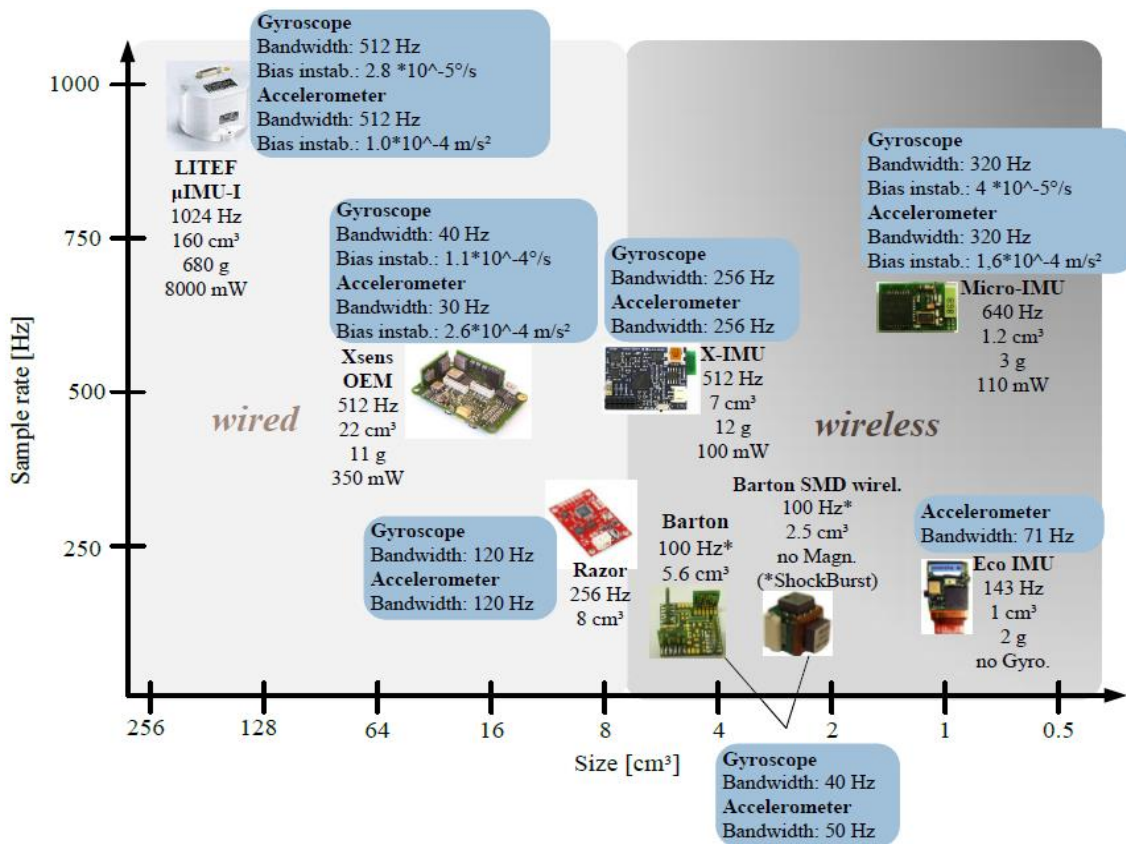 Gyroscope
Bandwidth: 512 Hz
Bias instab.: 2.8 *10^-5°/s
Accelerometer
Bandwidth: 512 Hz
Bias instab.: 1.0*10^-4 m/s²
LITEF
µIMU-I
1024 Hz
160 cm³
680 g
8000 mW
Gyroscope
Bandwidth: 40 Hz
Bias instab.: 1.1*10^-4°/s
Accelerometer
Bandwidth: 30 Hz
Bias instab.: 2.6*10^-4 m/s²
Xsens
OEM
512 Hz
22 cm³
11 g
350 mW
Gyroscope
Bandwidth: 256 Hz
Accelerometer
Bandwidth: 256 Hz
X-IMU
512 Hz
7 cm³
12 g
100 mW
Gyroscope
Bandwidth: 320 Hz
Bias instab.: 4 *10^-5°/s
Accelerometer
Bandwidth: 320 Hz
Bias instab.: 1,6*10^-4 m/s²
Micro-IMU
640 Hz
1.2 cm³
3 g
110 mW
wired
wireless
Gyroscope
Bandwidth: 120 Hz
Accelerometer
Bandwidth: 120 Hz
Razor
256 Hz
8 cm³
Barton
100 Hz*
5.6 cm³
Barton SMD wirel.
100 Hz*
2.5 cm³
no Magn.
(*ShockBurst)
Accelerometer
Bandwidth: 71 Hz
Eco IMU
143 Hz
1 cm³
2 g
no Gyro.
Gyroscope
Bandwidth: 40 Hz
Accelerometer
Bandwidth: 50 Hz
Sample rate [Hz]
1000
750
500
250
256 128 64 16 8 4 2 1 0.5
Size [cm³]